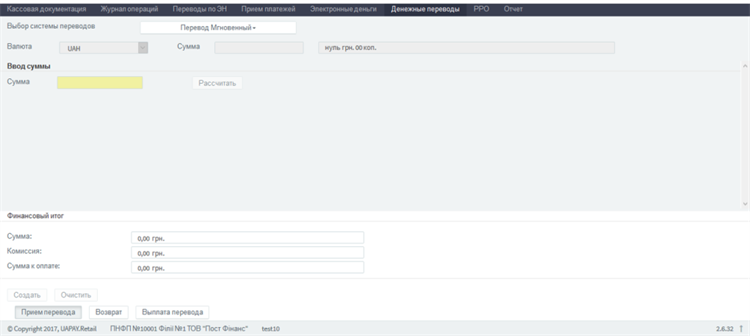 Кассовая документация Журнал операций Переводы по ЭН Прием платежей Электронные деньги Денежные переводы РРО Отчет
Выбор системы переводов Перевод Мгновенный
Валюта UAH Сумма нуль грн. 00 коп.
Ввод суммы
Сумма Рассчитать
Финансовый итог
Сумма: 0,00 грн.
Комиссия: 0,00 грн.
Сумма к оплате: 0,00 грн.
Создать Очистить
Прием перевода Возврат Выплата перевода
© Copyright 2017, UAPAY.Retail ПНФП №10001 Філії №1 ТОВ "Пост Фінанс" test10 2.6.32